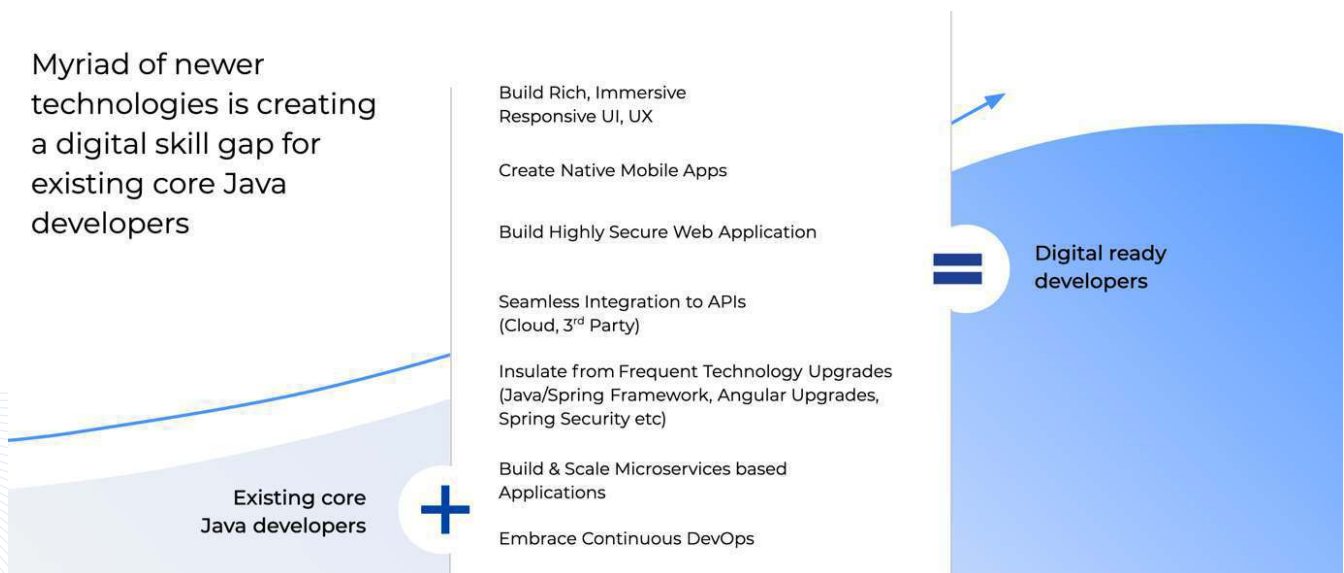 Myriad of newer
technologies is creating
a digital skill gap for
existing core Java
developers
Existing core
Java developers
+
Build Rich, Immersive
Responsive UI, UX
Create Native Mobile Apps
Build Highly Secure Web Application
Seamless Integration to APIs
(Cloud, 3rd Party)
Insulate from Frequent Technology Upgrades
(Java/Spring Framework, Angular Upgrades,
Spring Security etc)
Build & Scale Microservices based
Applications
Embrace Continuous DevOps
=
Digital ready
developers